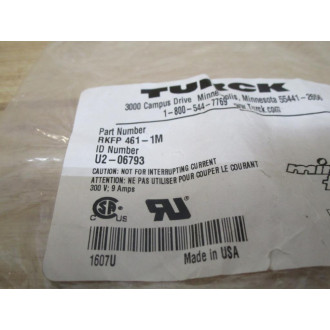 TURCK
3000 Campus Drive Minneapolis, Minnesota 55441-2656
1-800-544-7769 www.Turck.com
Part Number
RKFP 461-1M
ID Number
U2-06793
CAUTION: NOT FOR INTERRUPTING CURRENT
ATTENTION: NE PAS UTILISER POUR COUPER LE COURANT
300 V; 9 Amps
C US
1607U
Made in USA